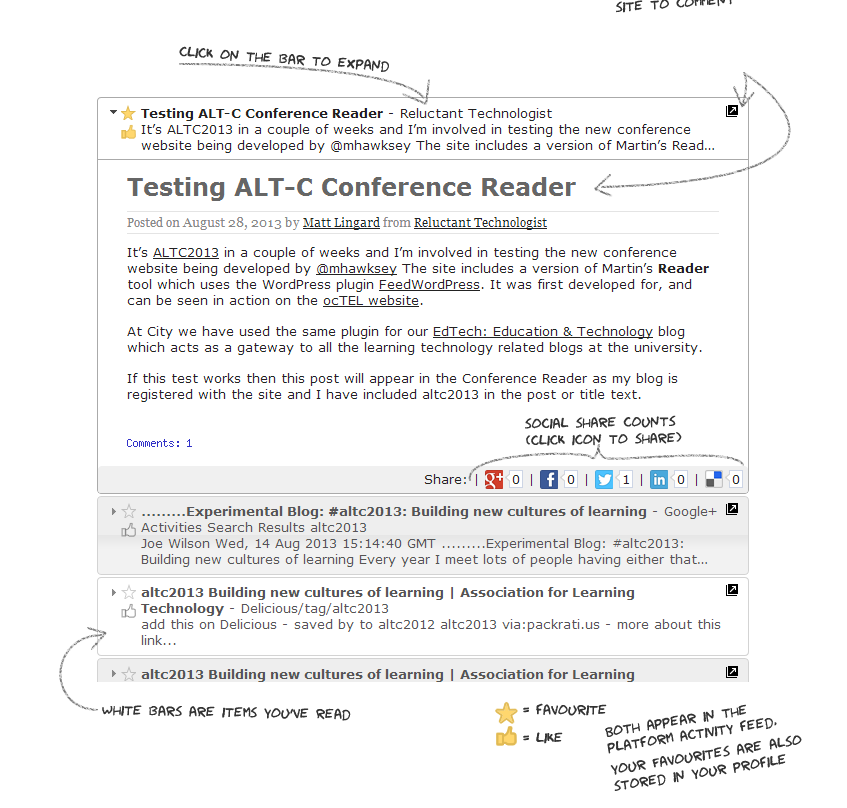 SITE TO COMMENT
CLICK ON THE BAR TO EXPAND
Testing ALT-C Conference Reader - Reluctant Technologist
It's ALTC2013 in a couple of weeks and I'm involved in testing the new conference
website being developed by @mhawksey The site includes a version of Martin's Read...
Testing ALT-C Conference Reader
Posted on August 28, 2013 by Matt Lingard from Reluctant Technologist
It's ALTC2013 in a couple of weeks and I'm involved in testing the new conference
website being developed by @mhawksey The site includes a version of Martin's Reader
tool which uses the WordPress plugin FeedWordPress. It was first developed for, and
can be seen in action on the ocTEL website.
At City we have used the same plugin for our EdTech: Education & Technology blog
which acts as a gateway to all the learning technology related blogs at the university.
If this test works then this post will appear in the Conference Reader as my blog is
registered with the site and I have included altc2013 in the post or title text.
SOCIAL SHARE COUNTS
(CLICK ICON TO SHARE)
Comments: 1
Share: | g+ 0 | f 0 | 1 | in 0 | 0
.........Experimental Blog: #altc2013: Building new cultures of learning - Google+
Activities Search Results altc2013
Joe Wilson Wed, 14 Aug 2013 15:14:40 GMT .........Experimental Blog: #altc2013:
Building new cultures of learning Every year I meet lots of people having either that...
altc2013 Building new cultures of learning | Association for Learning
Technology - Delicious/tag/altc2013
add this on Delicious - saved by to altc2012 altc2013 via:packrati.us - more about this
link...
altc2013 Building new cultures of learning | Association for Learning
WHITE BARS ARE ITEMS YOU'VE READ
= FAVOURITE
= LIKE
BOTH APPEAR IN THE
PLATFORM ACTIVITY FEED.
YOUR FAVOURITES ARE ALSO
STORED IN YOUR PROFILE